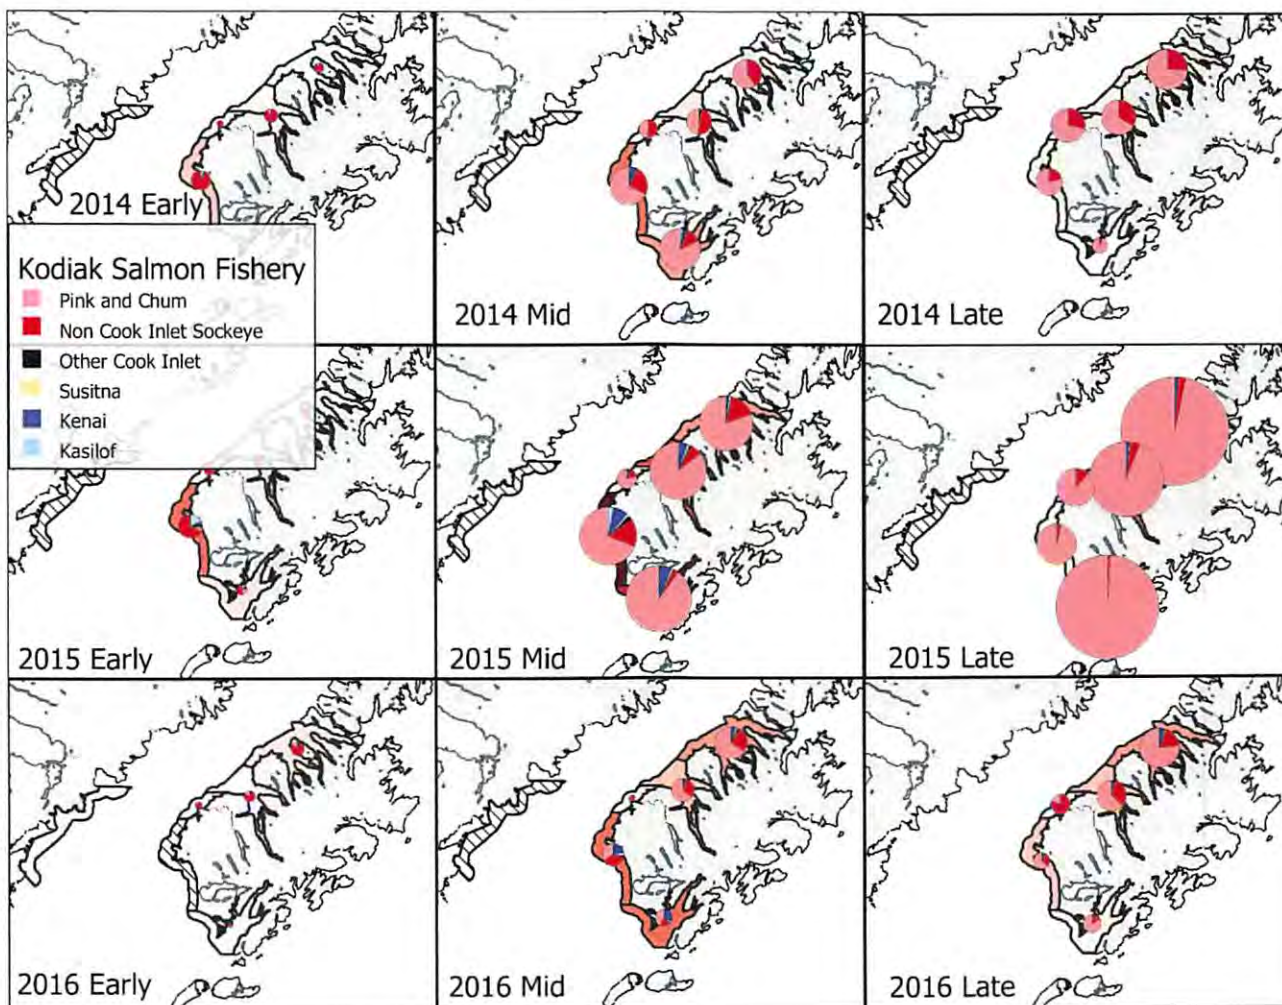 2014 Early
2014 Mid
2014 Late
Kodiak Salmon Fishery
Pink and Chum
Non Cook Inlet Sockeye
Other Cook Inlet
Susitna
Kenai
Kasilof
2015 Early
2015 Mid
2015 Late
2016 Early
2016 Mid
2016 Late